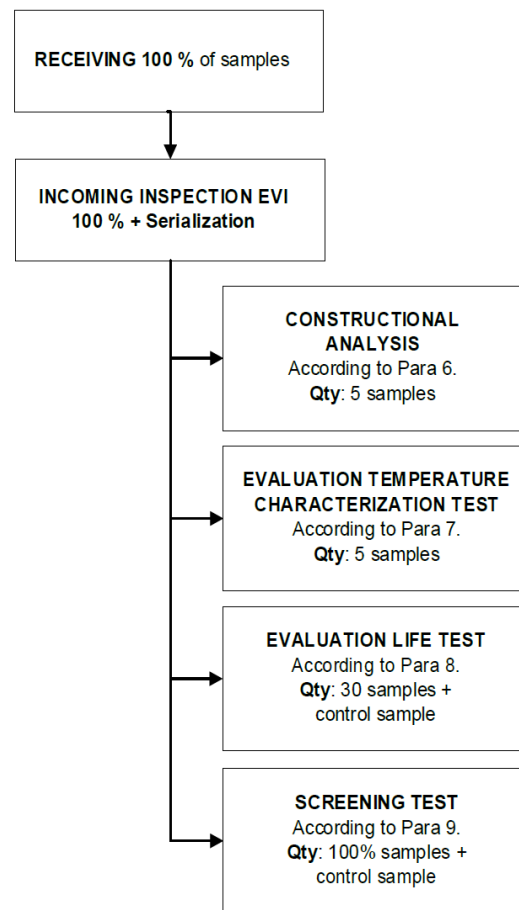 RECEIVING 100 % of samples
INCOMING INSPECTION EVI
100 % + Serialization
CONSTRUCTIONAL
ANALYSIS
According to Para 6.
Qty: 5 samples
EVALUATION TEMPERATURE
CHARACTERIZATION TEST
According to Para 7.
Qty: 5 samples
EVALUATION LIFE TEST
According to Para 8.
Qty: 30 samples +
control sample
SCREENING TEST
According to Para 9.
Qty: 100% samples +
control sample